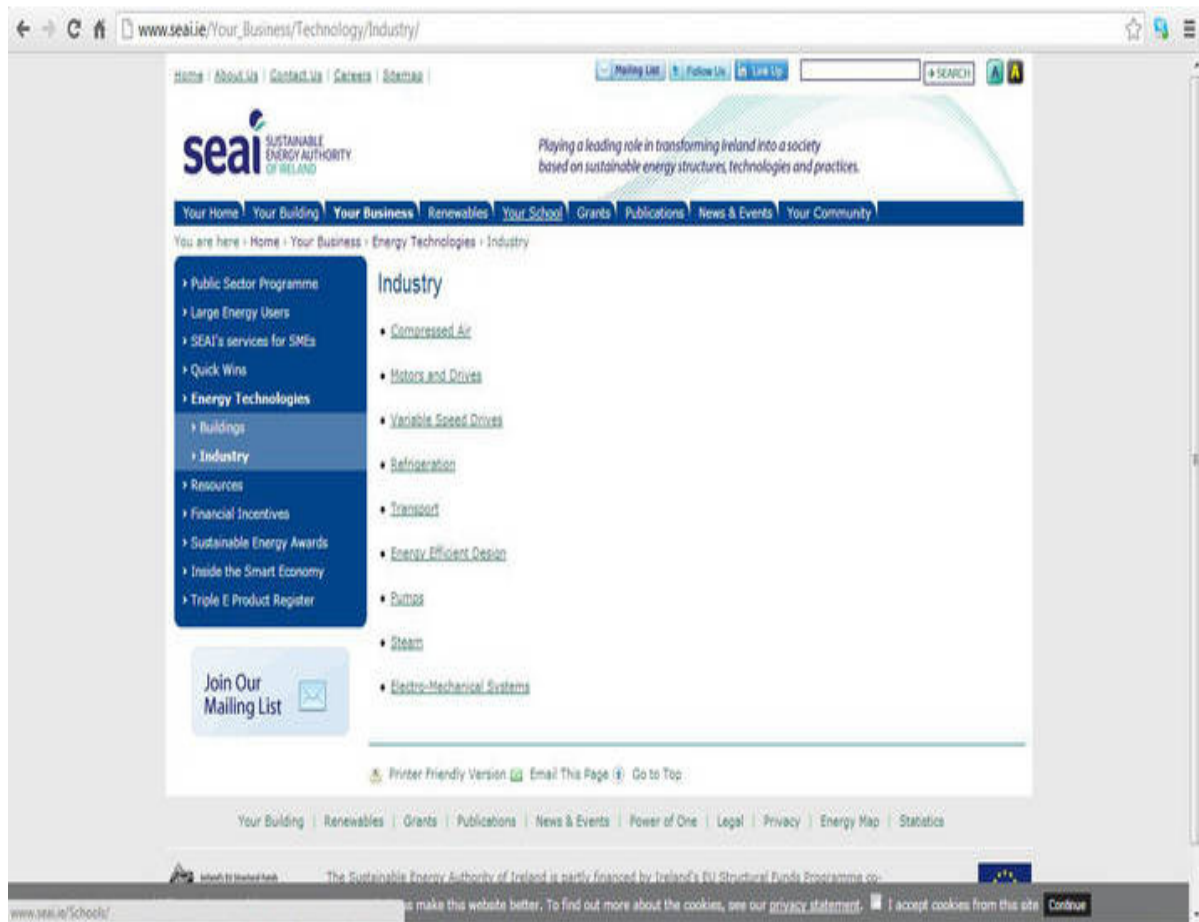 www.seai.ie/Your_Business/Technology/Industry/
Home | About Us | Contact Us | Careers | Sitemap |
Mailing List Follow Us Link Up SEARCH A A
seai SUSTAINABLE ENERGY AUTHORITY OF IRELAND
Playing a leading role in transforming Ireland into a society
based on sustainable energy structures, technologies and practices.
Your Home Your Building Your Business Renewables Your School Grants Publications News & Events Your Community
You are here › Home › Your Business › Energy Technologies › Industry
Public Sector Programme
Large Energy Users
SEAI's services for SMEs
Quick Wins
Energy Technologies
Buildings
Industry
Resources
Financial Incentives
Sustainable Energy Awards
Inside the Smart Economy
Triple E Product Register
Join Our
Mailing List
Industry
• Compressed Air
• Motors and Drives
• Variable Speed Drives
• Refrigeration
• Transport
• Energy Efficient Design
• Pumps
• Steam
• Electro-Mechanical Systems
Printer Friendly Version Email This Page Go to Top
Your Building | Renewables | Grants | Publications | News & Events | Power of One | Legal | Privacy | Energy Map | Statistics
The Sustainable Energy Authority of Ireland is partly financed by Ireland's EU Structural Funds Programme co-
us make this website better. To find out more about the cookies, see our privacy statement. I accept cookies from this site Continue
www.seai.ie/Schools/